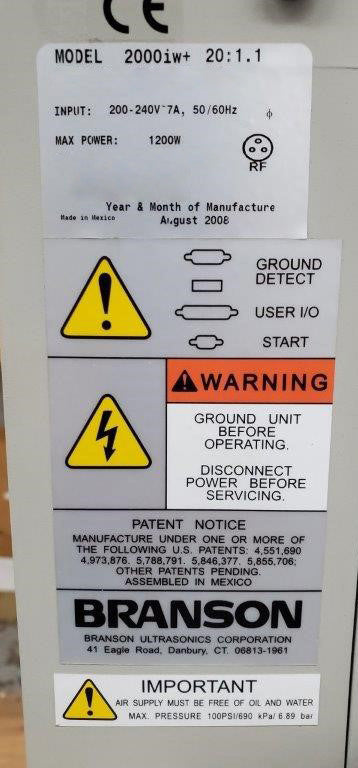 CE
MODEL 2000iw+ 20:1.1
INPUT: 200-240V~7A, 50/60Hz ϕ
MAX POWER: 1200W
RF
Year & Month of Manufacture
Made in Mexico August 2008
GROUND
DETECT
USER I/O
START
WARNING
GROUND UNIT
BEFORE
OPERATING.
DISCONNECT
POWER BEFORE
SERVICING.
PATENT NOTICE
MANUFACTURE UNDER ONE OR MORE OF
THE FOLLOWING U.S. PATENTS: 4,551,690
4,973,876. 5,788,791. 5,846,377. 5,855,706;
OTHER PATENTS PENDING.
ASSEMBLED IN MEXICO
BRANSON
BRANSON ULTRASONICS CORPORATION
41 Eagle Road, Danbury, CT. 06813-1961
IMPORTANT
AIR SUPPLY MUST BE FREE OF OIL AND WATER
MAX. PRESSURE 100PSI/690 kPa/ 6.89 bar